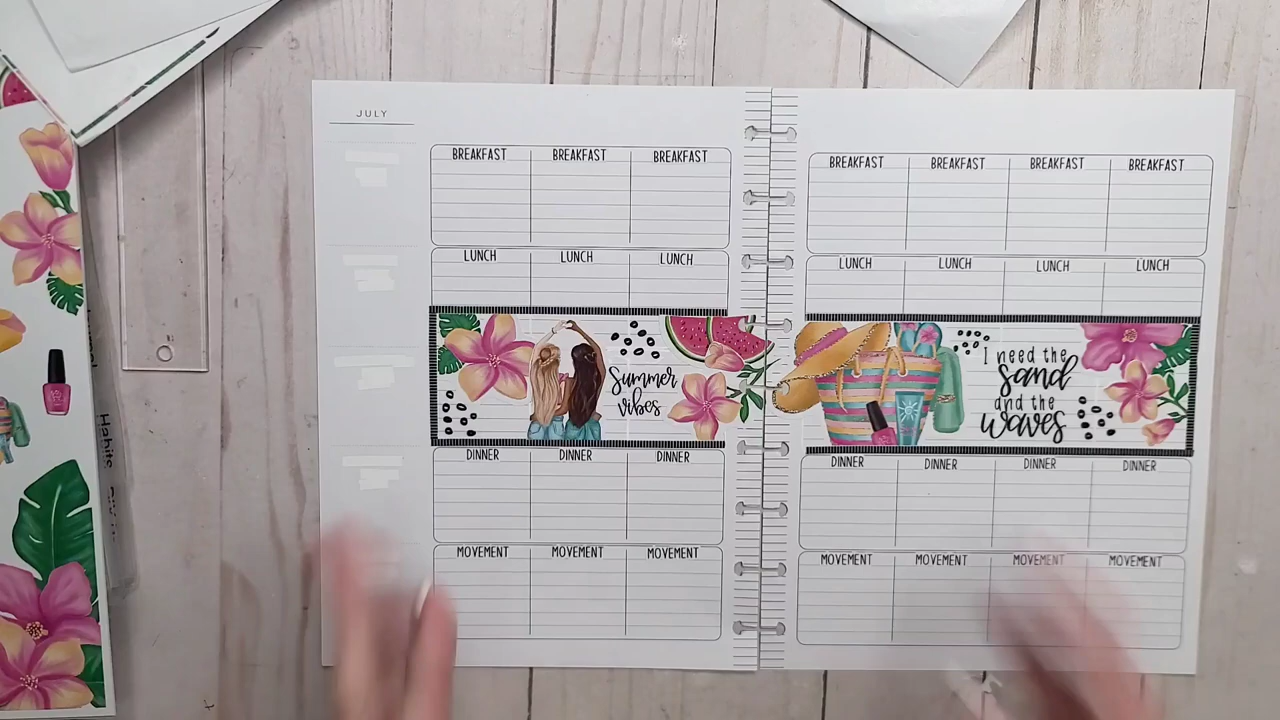 JULY
BREAKFAST BREAKFAST BREAKFAST
BREAKFAST BREAKFAST BREAKFAST BREAKFAST
LUNCH LUNCH LUNCH
LUNCH LUNCH LUNCH LUNCH
Summer
vibes
I need the
sand
and the
waves
DINNER DINNER DINNER
DINNER DINNER DINNER DINNER
MOVEMENT MOVEMENT MOVEMENT
MOVEMENT MOVEMENT MOVEMENT MOVEMENT
Habits